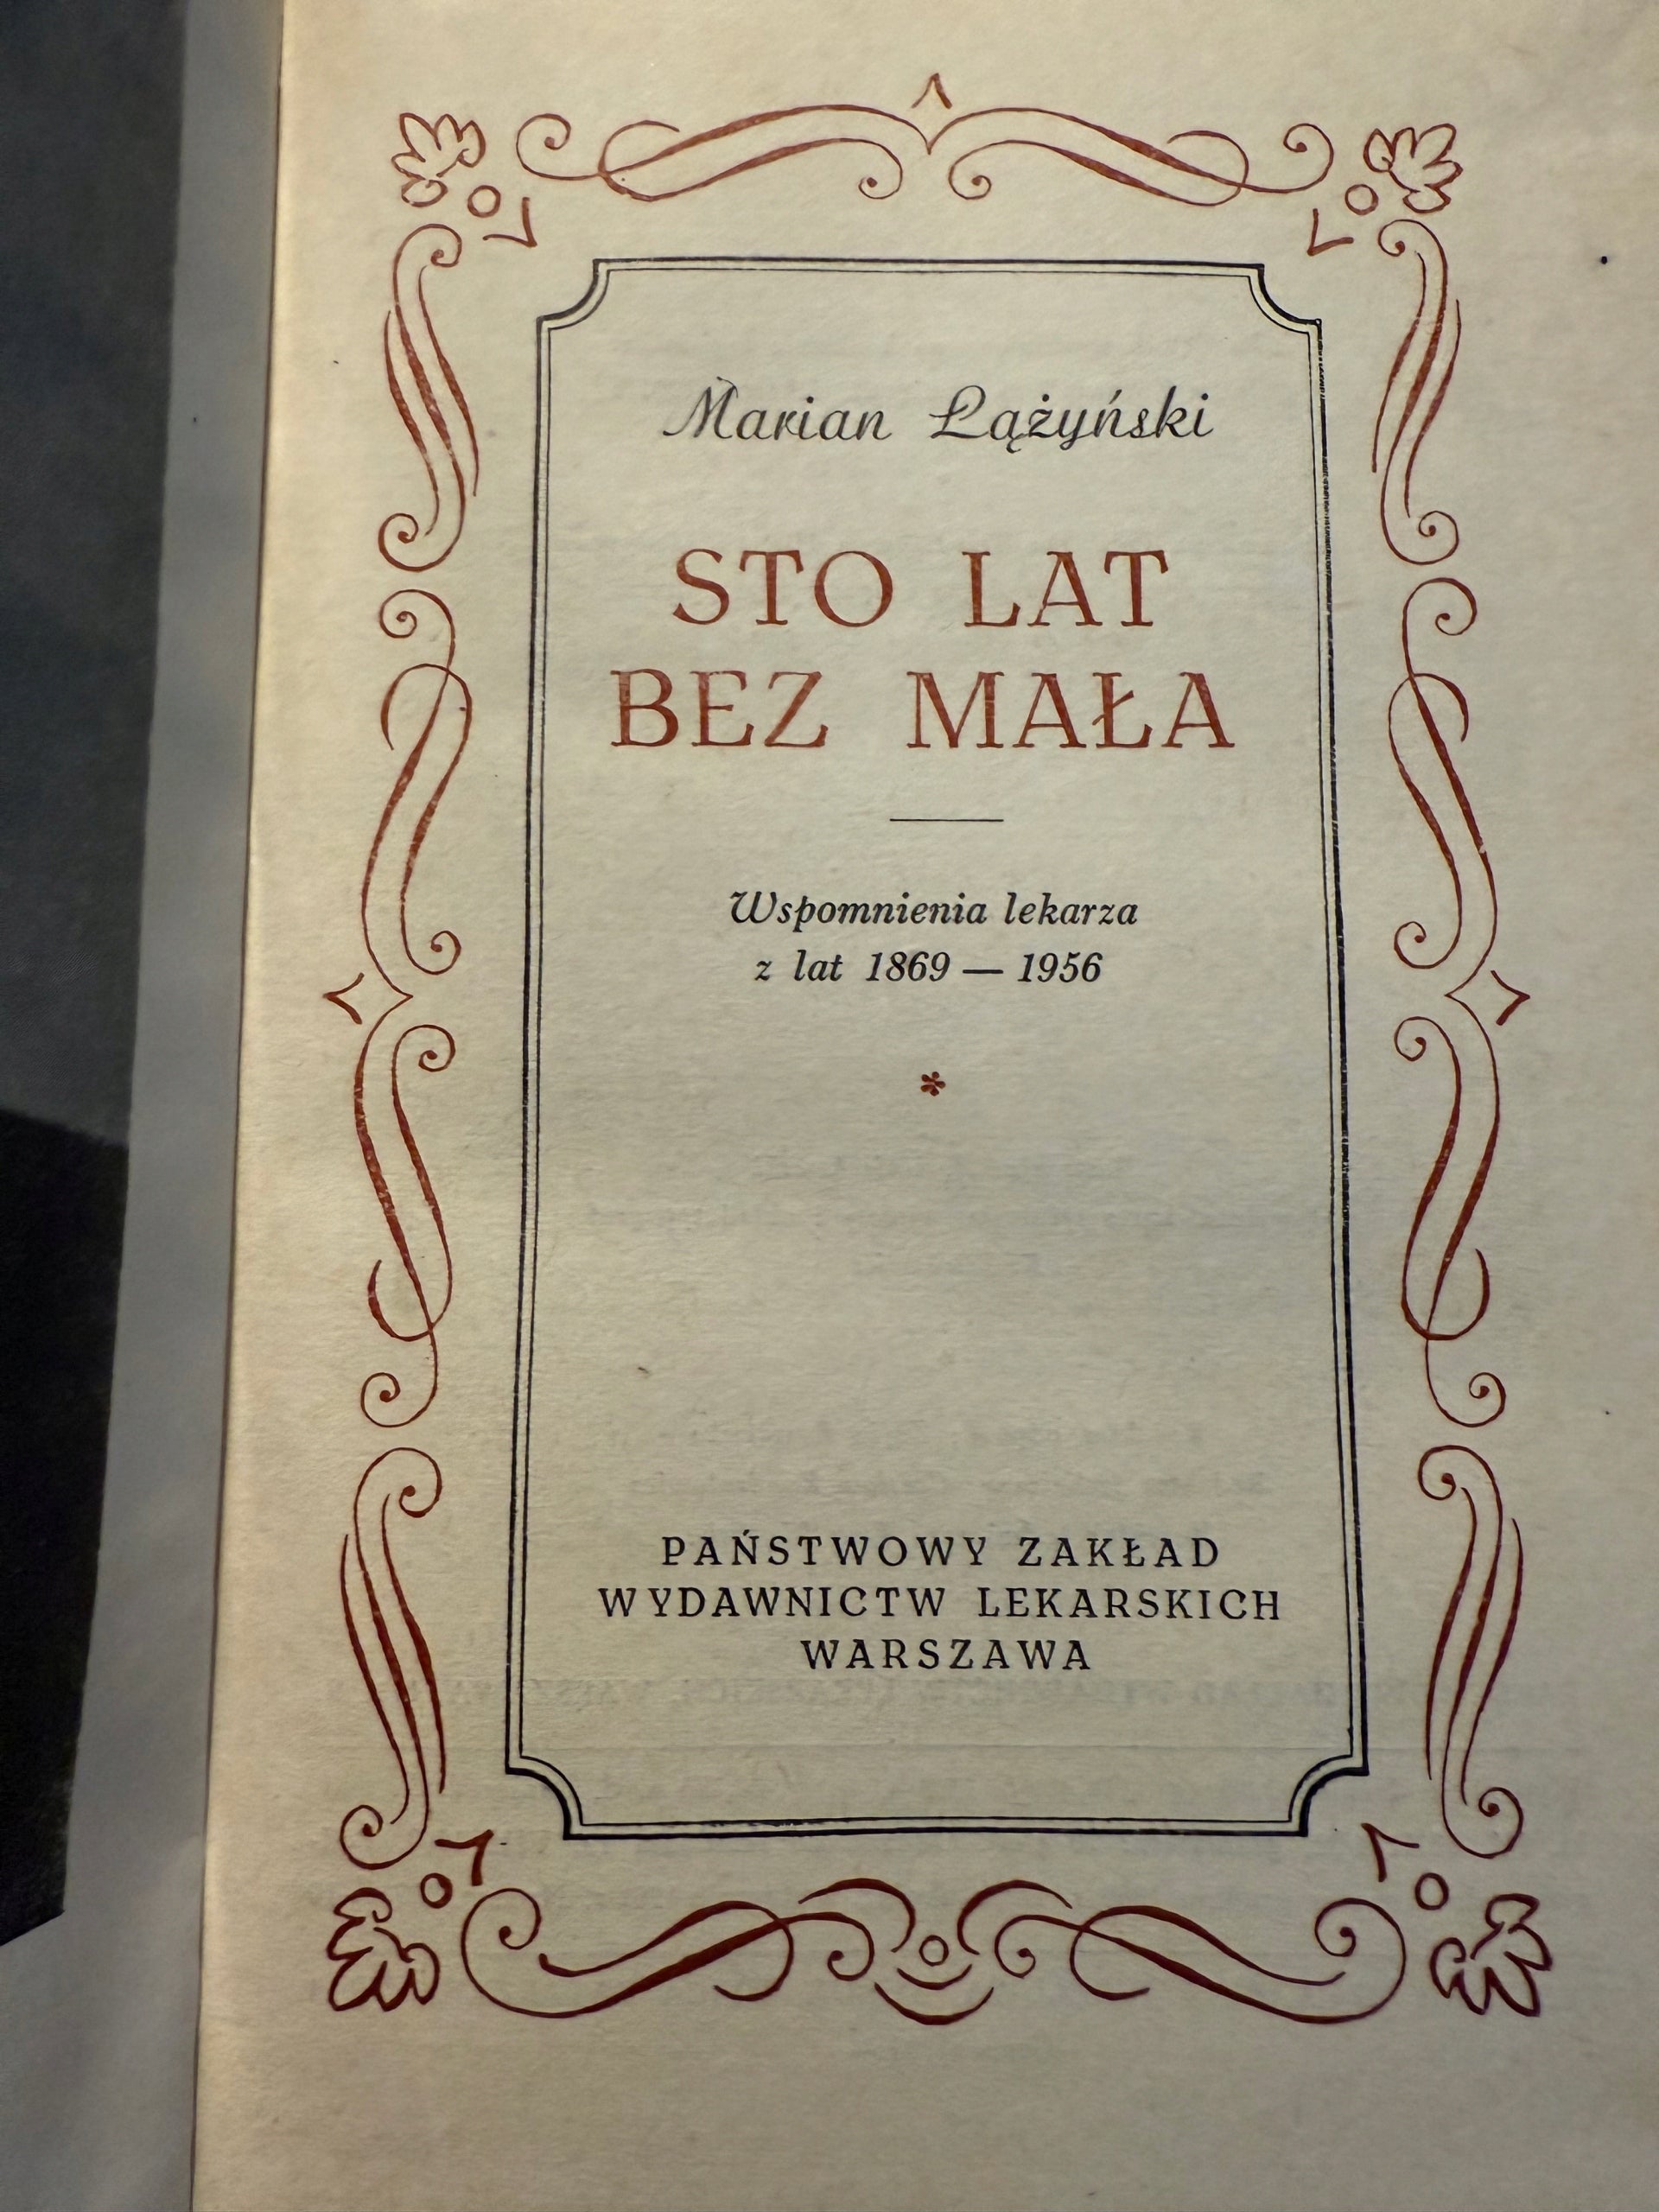 Marian Łążyński
STO LAT
BEZ MAŁA
Wspomnienia lekarza
z lat 1869 — 1956
*
PAŃSTWOWY ZAKŁAD
WYDAWNICTW LEKARSKICH
WARSZAWA